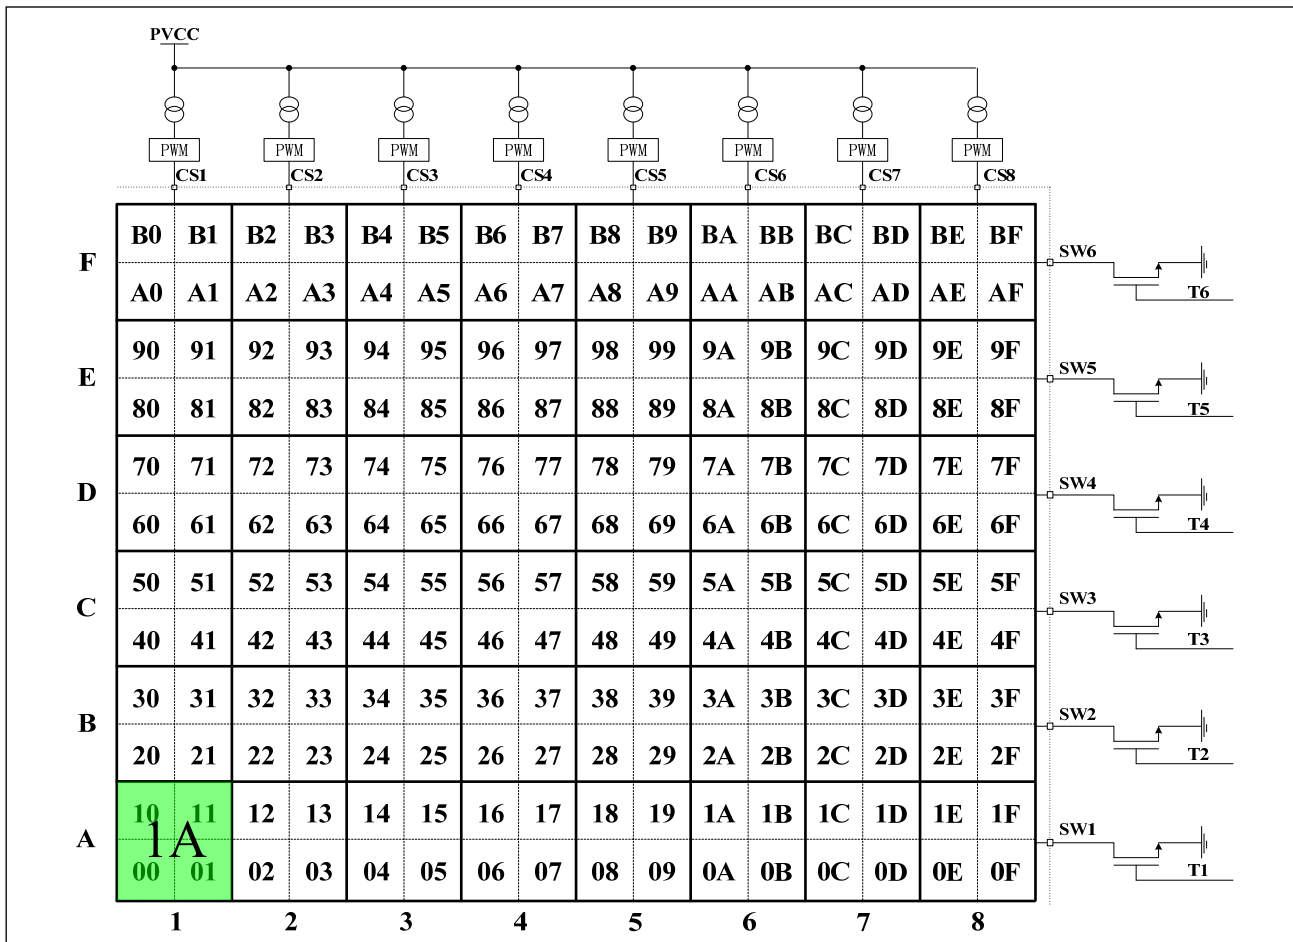 PVCC
PWM PWM PWM PWM PWM PWM PWM PWM
CS1 CS2 CS3 CS4 CS5 CS6 CS7 CS8
B0 B1 B2 B3 B4 B5 B6 B7 B8 B9 BA BB BC BD BE BF
SW6
F
A0 A1 A2 A3 A4 A5 A6 A7 A8 A9 AA AB AC AD AE AF
T6
90 91 92 93 94 95 96 97 98 99 9A 9B 9C 9D 9E 9F
SW5
E
80 81 82 83 84 85 86 87 88 89 8A 8B 8C 8D 8E 8F
T5
70 71 72 73 74 75 76 77 78 79 7A 7B 7C 7D 7E 7F
SW4
D
60 61 62 63 64 65 66 67 68 69 6A 6B 6C 6D 6E 6F
T4
50 51 52 53 54 55 56 57 58 59 5A 5B 5C 5D 5E 5F
SW3
C
40 41 42 43 44 45 46 47 48 49 4A 4B 4C 4D 4E 4F
T3
30 31 32 33 34 35 36 37 38 39 3A 3B 3C 3D 3E 3F
SW2
B
20 21 22 23 24 25 26 27 28 29 2A 2B 2C 2D 2E 2F
T2
10 11 12 13 14 15 16 17 18 19 1A 1B 1C 1D 1E 1F
SW1
A
1A
00 01 02 03 04 05 06 07 08 09 0A 0B 0C 0D 0E 0F
T1
1 2 3 4 5 6 7 8